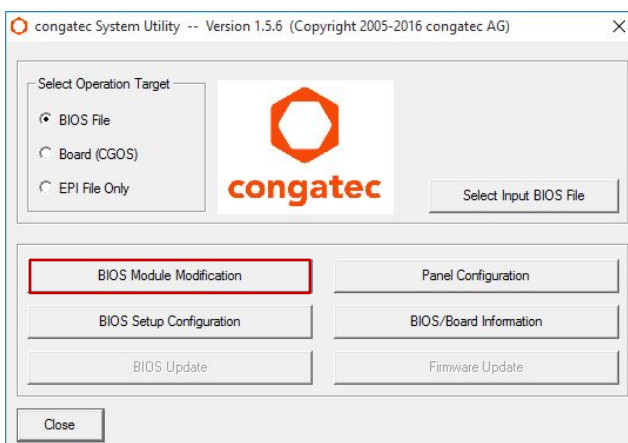 congatec System Utility -- Version 1.5.6 (Copyright 2005-2016 congatec AG)
Select Operation Target
BIOS File
Board (CGOS)
EPI File Only
congatec
Select Input BIOS File
BIOS Module Modification
Panel Configuration
BIOS Setup Configuration
BIOS/Board Information
BIOS Update
Firmware Update
Close